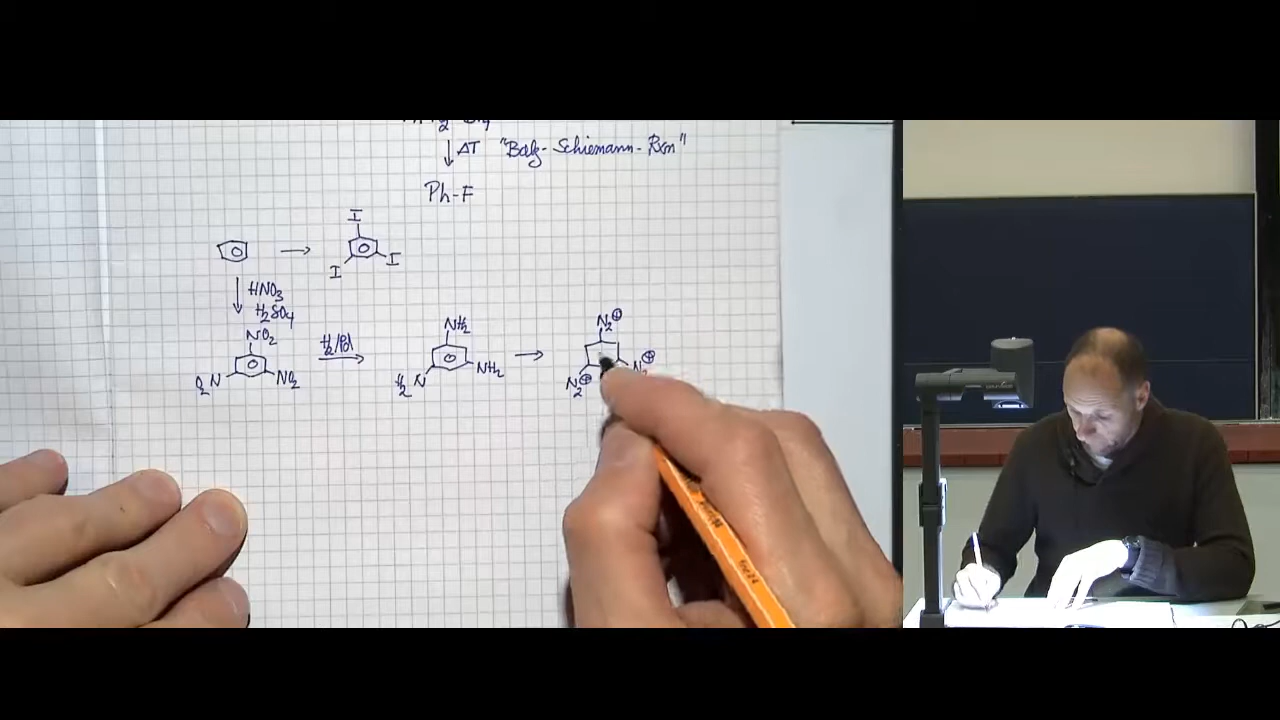 ↓ ΔT "Balz-Schiemann-Rxn"
Ph-F
I
→
I
I
↓ HNO3
H2SO4
NO2
O2N
NO2
H2/Pd
→
NH2
H2N
NH2
→
N2⊕
N2⊕
N2⊕